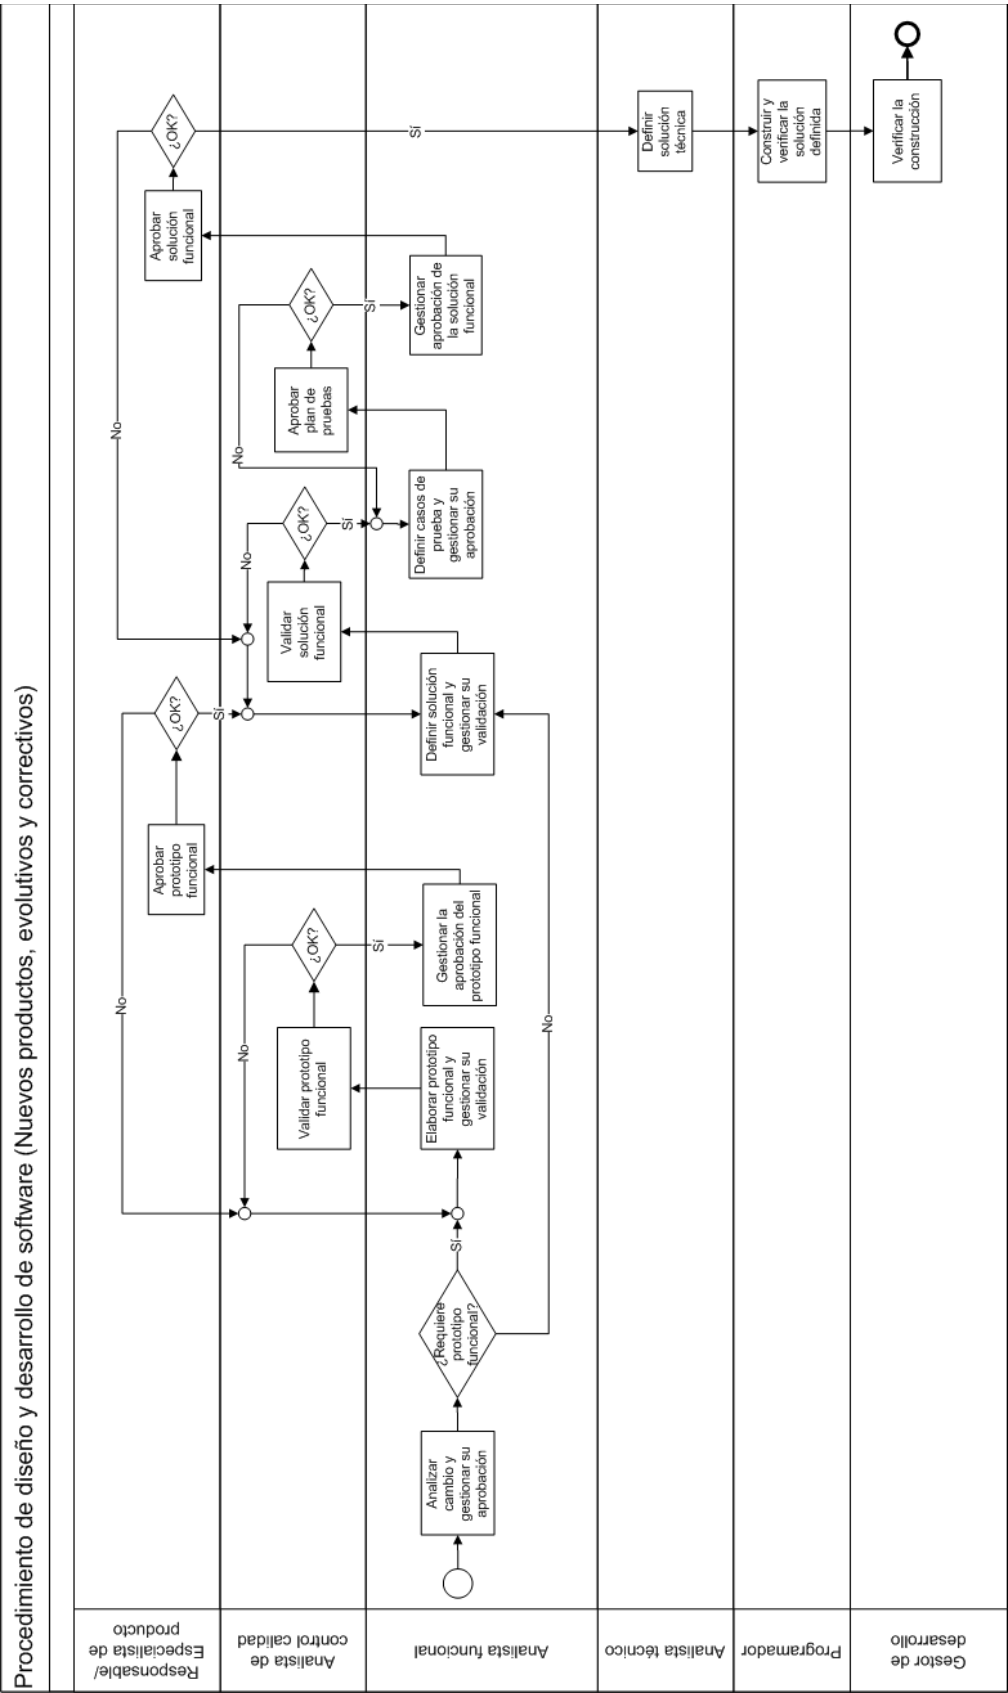 Procedimiento de diseño y desarrollo de software (Nuevos productos, evolutivos y correctivos)
Responsable/
Especialista de
producto
Aprobar
prototipo
funcional
¿OK?
No
Sí
Aprobar
solución
funcional
¿OK?
No
Sí
Analista de
control calidad
Validar prototipo
funcional
¿OK?
No
Sí
Validar
solución
funcional
¿OK?
No
Sí
Aprobar
plan de
pruebas
¿OK?
No
Sí
Analista funcional
Analizar
cambio y
gestionar su
aprobación
¿Requiere
prototipo
funcional?
Sí
No
Elaborar prototipo
funcional y
gestionar su
validación
Gestionar la
aprobación del
prototipo funcional
Definir solución
funcional y
gestionar su
validación
Definir casos de
prueba y
gestionar su
aprobación
Gestionar
aprobación de
la solución
funcional
Analista técnico
Definir
solución
técnica
Programador
Construir y
verificar la
solución
definida
Gestor de
desarrollo
Verificar la
construcción